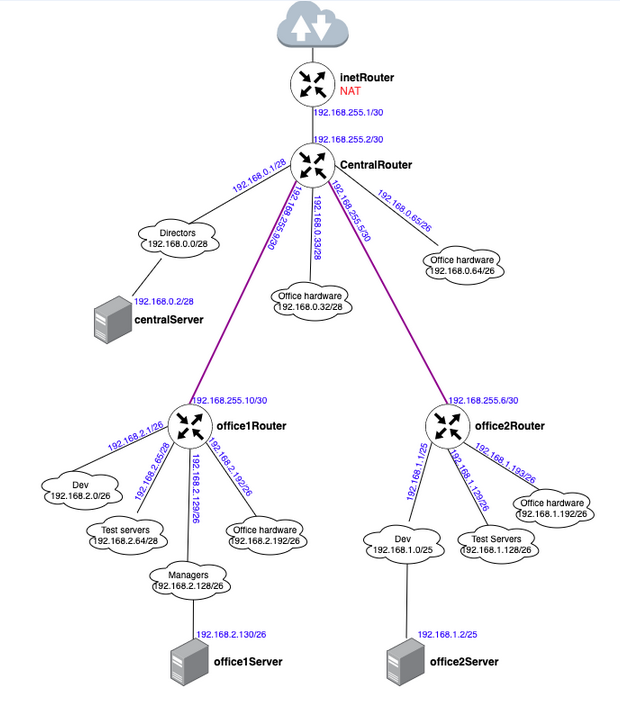 inetRouter
NAT
192.168.255.1/30
192.168.255.2/30
CentralRouter
192.168.0.1/28
192.168.255.9/30
192.168.0.33/28
192.168.255.5/30
192.168.0.65/26
Directors
192.168.0.0/28
Office hardware
192.168.0.64/26
Office hardware
192.168.0.32/28
192.168.0.2/28
centralServer
192.168.255.10/30
office1Router
192.168.255.6/30
office2Router
192.168.2.1/26
192.168.2.65/28
192.168.2.129/26
192.168.2.192/26
192.168.1.1/25
192.168.1.129/26
192.168.1.193/26
Dev
192.168.2.0/26
Test servers
192.168.2.64/28
Office hardware
192.168.2.192/26
Managers
192.168.2.128/26
Office hardware
192.168.1.192/26
Dev
192.168.1.0/25
Test Servers
192.168.1.128/26
192.168.2.130/26
office1Server
192.168.1.2/25
office2Server